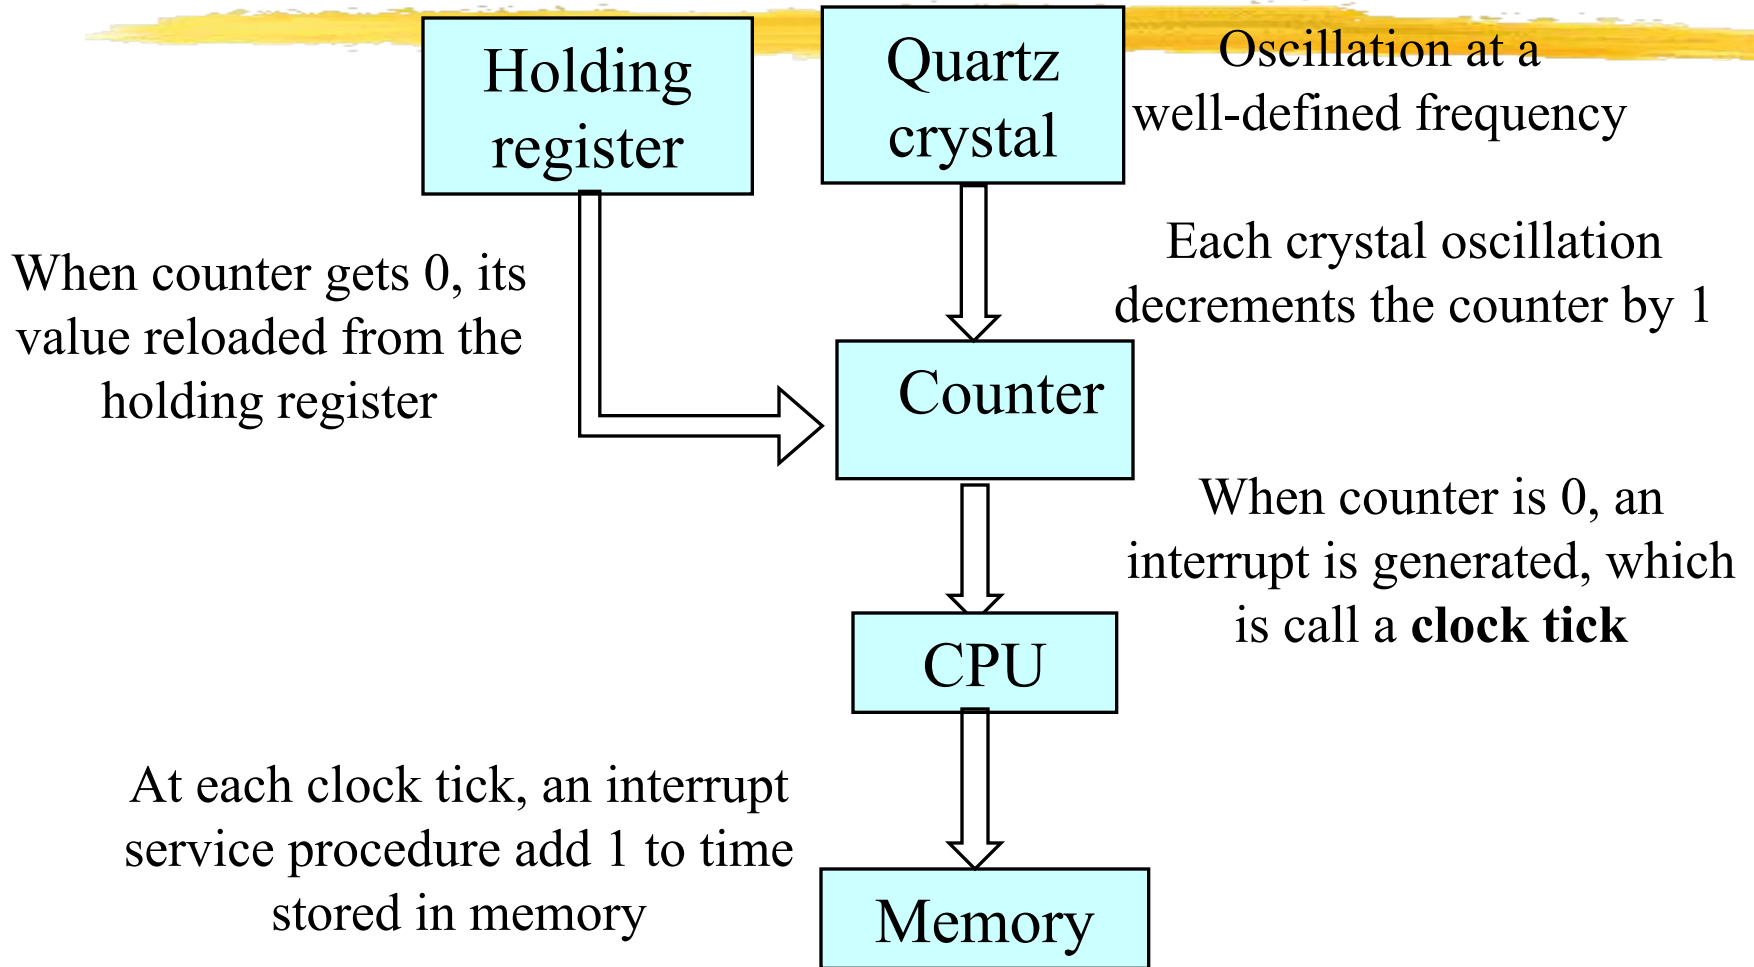 Holding
register
Quartz
crystal
Oscillation at a
well-defined frequency
Each crystal oscillation
decrements the counter by 1
When counter gets 0, its
value reloaded from the
holding register
Counter
When counter is 0, an
interrupt is generated, which
is call a clock tick
CPU
At each clock tick, an interrupt
service procedure add 1 to time
stored in memory
Memory